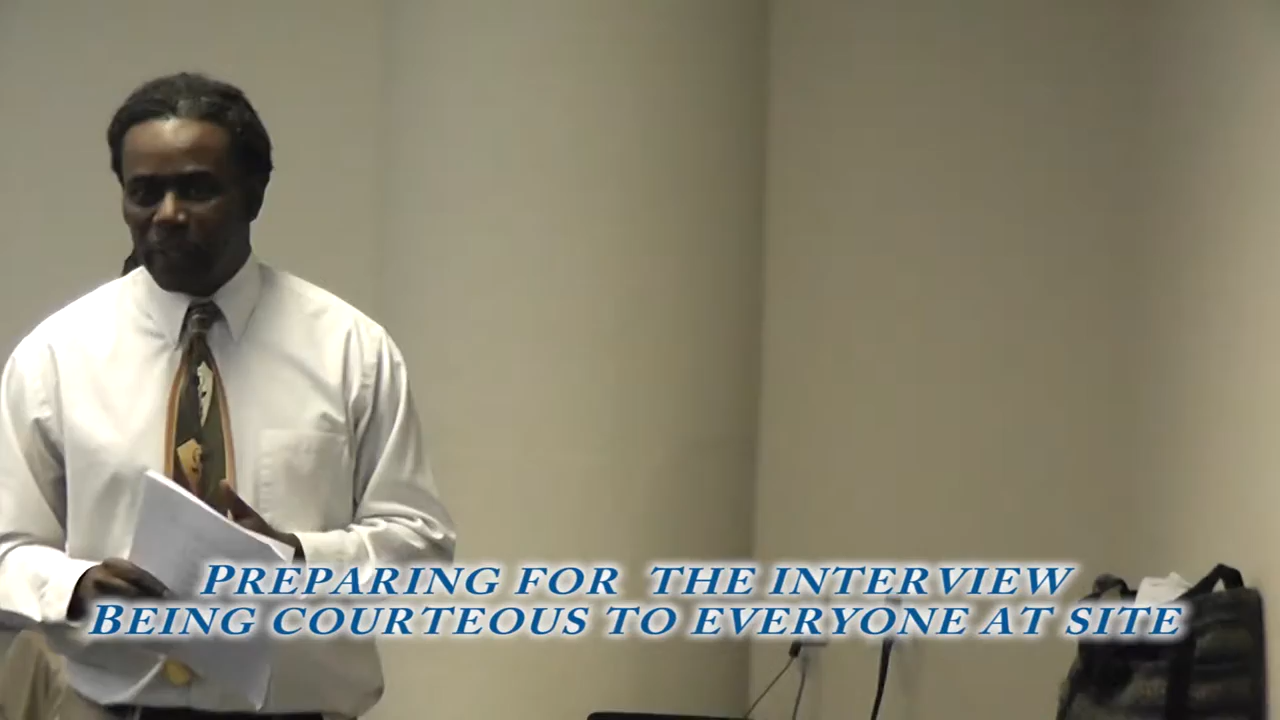 Preparing for the interview
Being courteous to everyone at site